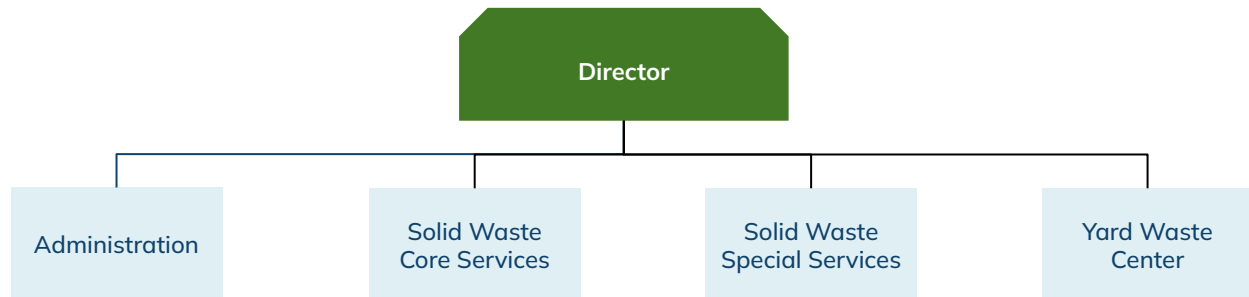 Director
Administration
Solid Waste
Core Services
Solid Waste
Special Services
Yard Waste
Center